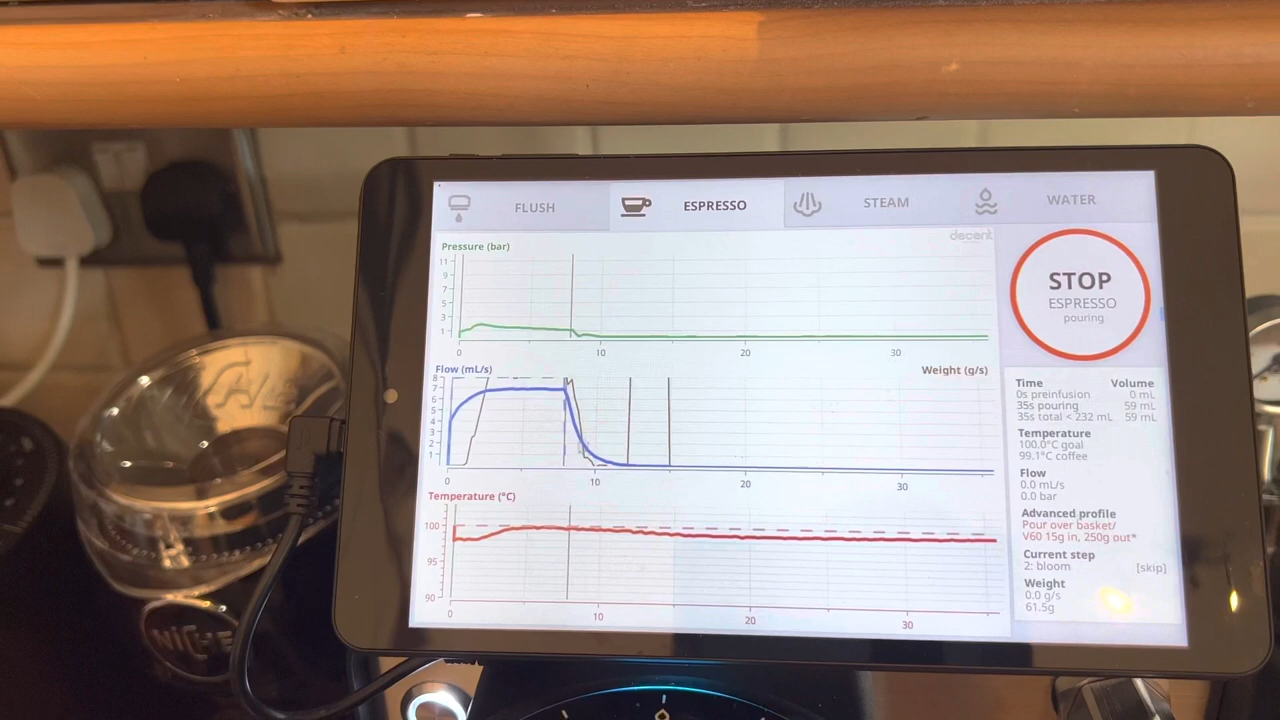 FLUSH
ESPRESSO
STEAM
WATER
decent
Pressure (bar)
11
9
7
5
3
1
0 10 20 30
STOP
ESPRESSO
pouring
Flow (mL/s)
Weight (g/s)
8
7
6
5
4
3
2
1
0 10 20 30
Temperature (°C)
100
95
90
0 10 20 30
Time Volume
0s preinfusion 0 mL
35s pouring 59 mL
35s total < 232 mL 59 mL
Temperature
100.0°C goal
99.1°C coffee
Flow
0.0 mL/s
0.0 bar
Advanced profile
Pour over basket/
V60 15g in, 250g out*
Current step
2: bloom [skip]
Weight
0.0 g/s
61.5g
NICHE